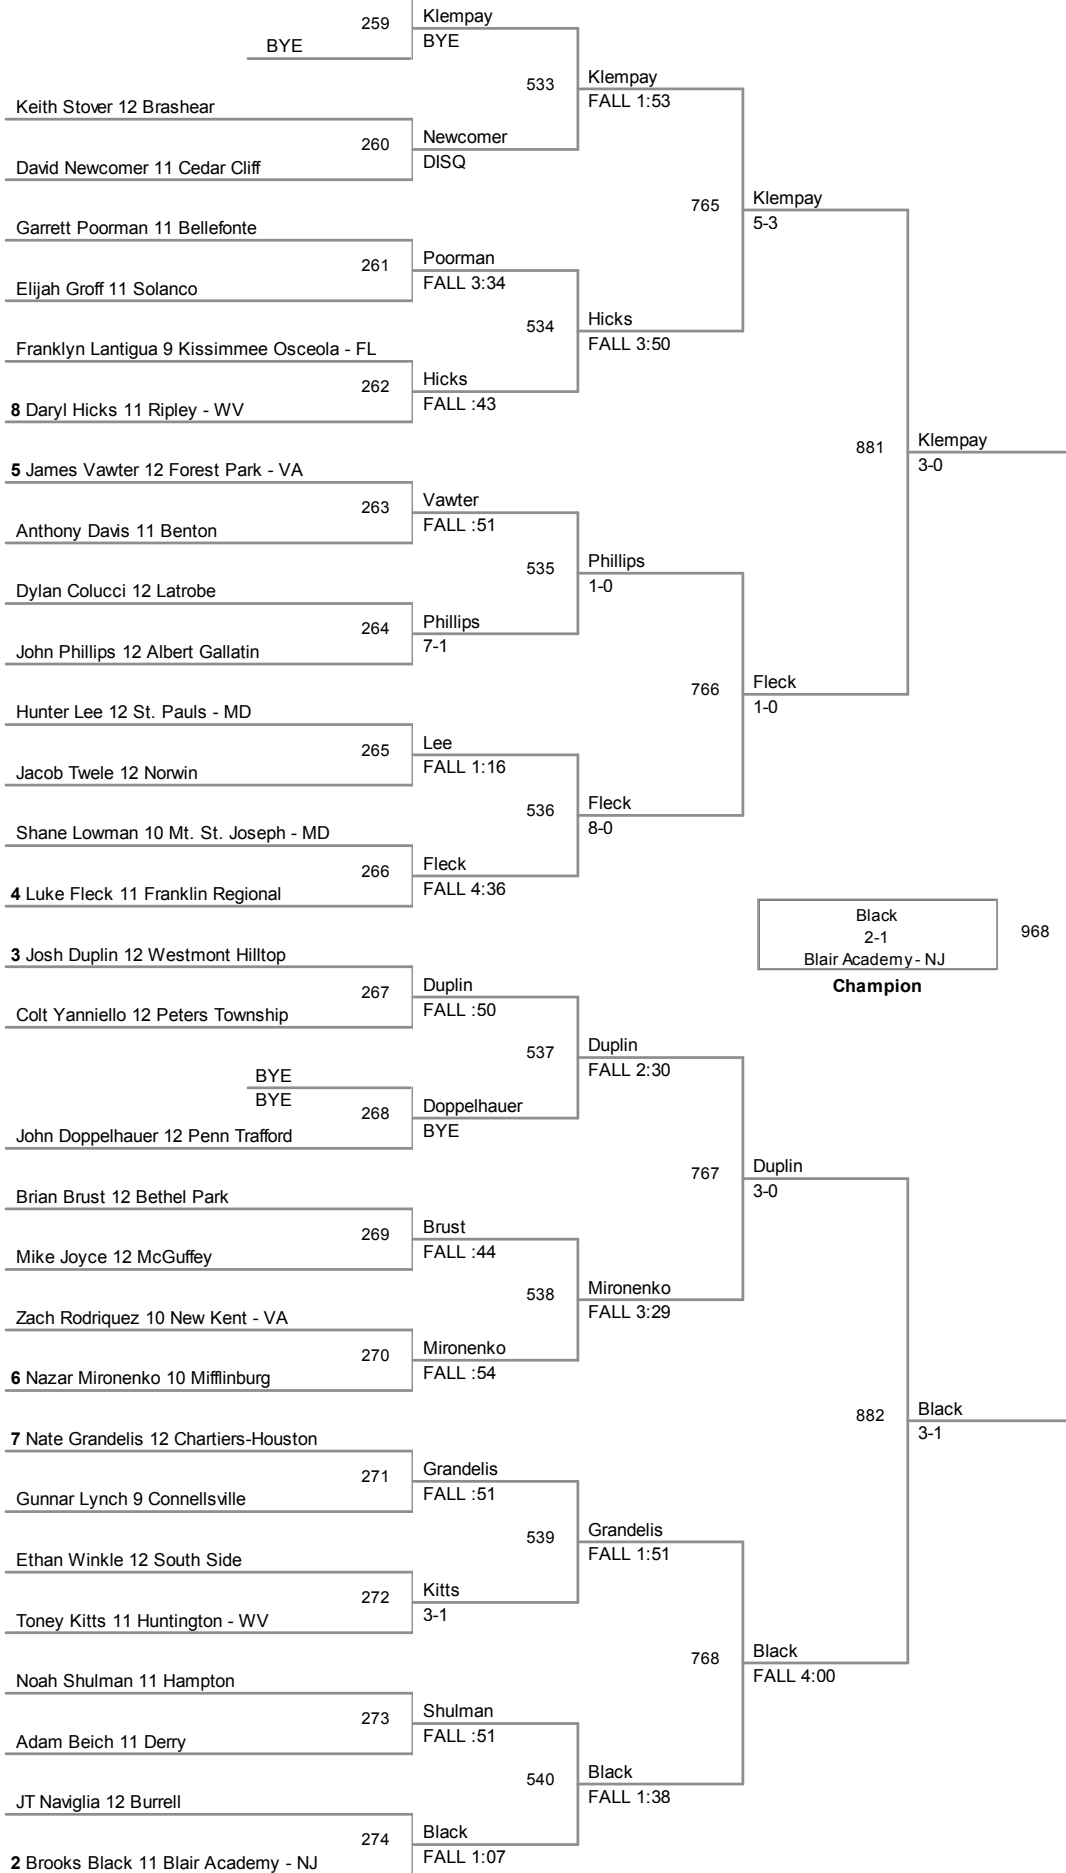 259
Klempay
BYE
BYE
533
Klempay
FALL 1:53
Keith Stover 12 Brashear
260
Newcomer
DISQ
David Newcomer 11 Cedar Cliff
765
Klempay
5-3
Garrett Poorman 11 Bellefonte
261
Poorman
FALL 3:34
Elijah Groff 11 Solanco
534
Hicks
FALL 3:50
Franklyn Lantigua 9 Kissimmee Osceola - FL
262
Hicks
FALL :43
8 Daryl Hicks 11 Ripley - WV
881
Klempay
3-0
5 James Vawter 12 Forest Park - VA
263
Vawter
FALL :51
Anthony Davis 11 Benton
535
Phillips
1-0
Dylan Colucci 12 Latrobe
264
Phillips
7-1
John Phillips 12 Albert Gallatin
766
Fleck
1-0
Hunter Lee 12 St. Pauls - MD
265
Lee
FALL 1:16
Jacob Twele 12 Norwin
536
Fleck
8-0
Shane Lowman 10 Mt. St. Joseph - MD
266
Fleck
FALL 4:36
4 Luke Fleck 11 Franklin Regional
Black
2-1
Blair Academy - NJ
968
Champion
3 Josh Duplin 12 Westmont Hilltop
267
Duplin
FALL :50
Colt Yanniello 12 Peters Township
537
Duplin
FALL 2:30
BYE
BYE
268
Doppelhauer
BYE
John Doppelhauer 12 Penn Trafford
767
Duplin
3-0
Brian Brust 12 Bethel Park
269
Brust
FALL :44
Mike Joyce 12 McGuffey
538
Mironenko
FALL 3:29
Zach Rodriquez 10 New Kent - VA
270
Mironenko
FALL :54
6 Nazar Mironenko 10 Mifflinburg
882
Black
3-1
7 Nate Grandelis 12 Chartiers-Houston
271
Grandelis
FALL :51
Gunnar Lynch 9 Connellsville
539
Grandelis
FALL 1:51
Ethan Winkle 12 South Side
272
Kitts
3-1
Toney Kitts 11 Huntington - WV
768
Black
FALL 4:00
Noah Shulman 11 Hampton
273
Shulman
FALL :51
Adam Beich 11 Derry
540
Black
FALL 1:38
JT Naviglia 12 Burrell
274
Black
FALL 1:07
2 Brooks Black 11 Blair Academy - NJ